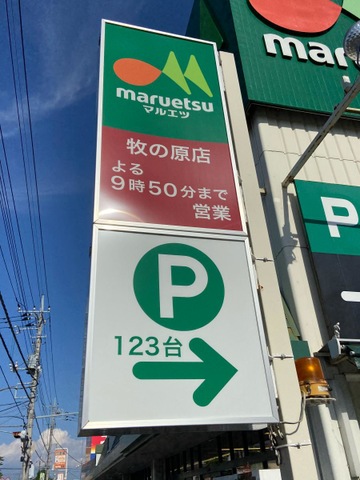 maruetsu
マルエツ
牧の原店
よる
9時50分まで
営業
P
123台
mar
P